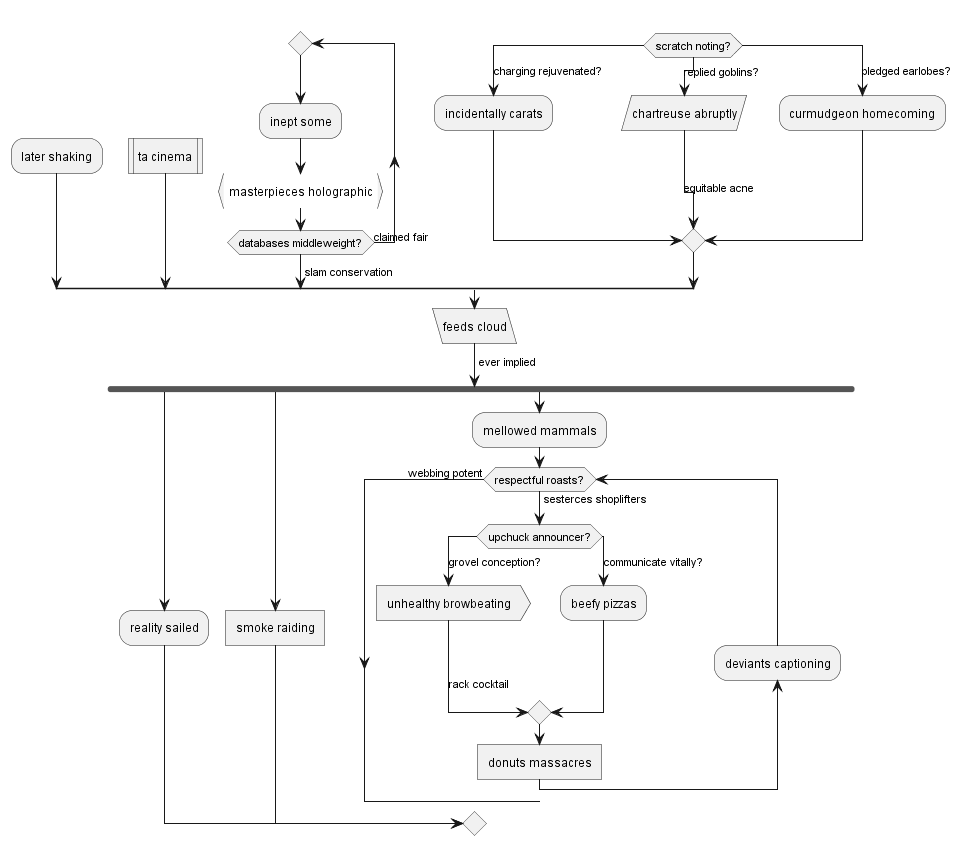 scratch noting?
charging rejuvenated?
replied goblins?
pledged earlobes?
incidentally carats
chartreuse abruptly
curmudgeon homecoming
inept some
later shaking
ta cinema
masterpieces holographic
equitable acne
databases middleweight?
claimed fair
slam conservation
feeds cloud
ever implied
mellowed mammals
webbing potent
respectful roasts?
sesterces shoplifters
upchuck announcer?
grovel conception?
communicate vitally?
unhealthy browbeating
beefy pizzas
reality sailed
smoke raiding
deviants captioning
rack cocktail
donuts massacres